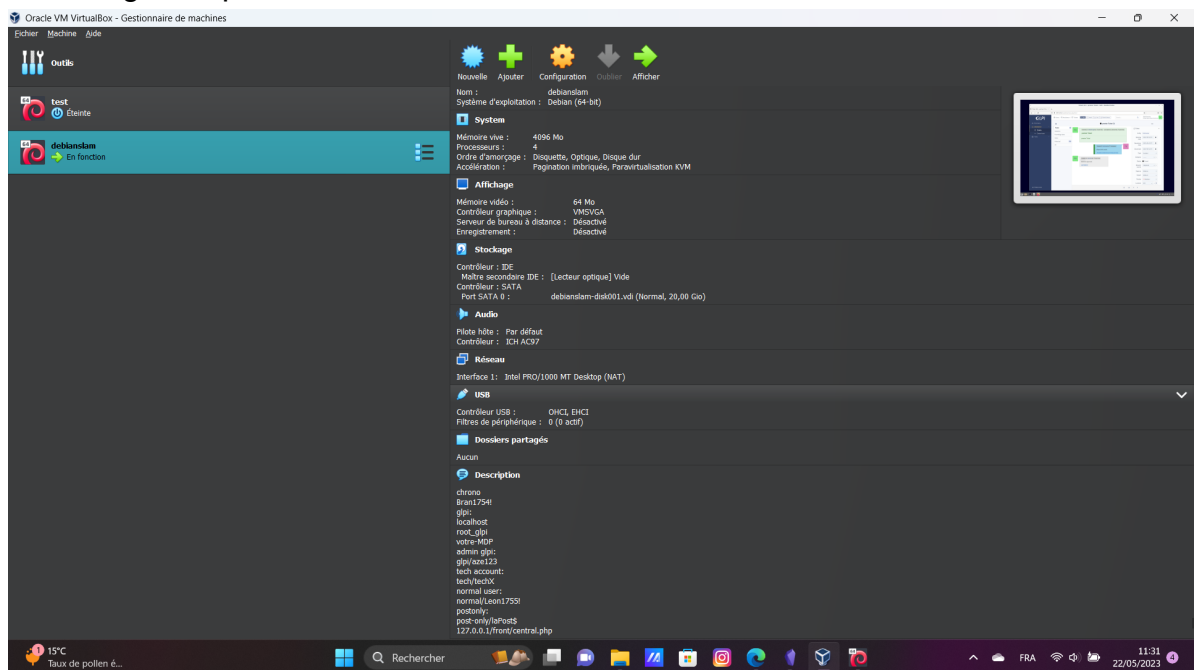 Oracle VM VirtualBox - Gestionnaire de machines
Fichier Machine Aide
Outils
Nouvelle Ajouter Configuration Oublier Afficher
64
test
Éteinte
64
debianslam
En fonction
Nom : debianslam
Système d'exploitation : Debian (64-bit)
System
Mémoire vive : 4096 Mo
Processeurs : 4
Ordre d'amorçage : Disquette, Optique, Disque dur
Accélération : Pagination imbriquée, Paravirtualisation KVM
Affichage
Mémoire vidéo : 64 Mo
Contrôleur graphique : VMSVGA
Serveur de bureau à distance : Désactivé
Enregistrement : Désactivé
Stockage
Contrôleur : IDE
Maître secondaire IDE : [Lecteur optique] Vide
Contrôleur : SATA
Port SATA 0 : debianslam-disk001.vdi (Normal, 20,00 Gio)
Audio
Pilote hôte : Par défaut
Contrôleur : ICH AC97
Réseau
Interface 1: Intel PRO/1000 MT Desktop (NAT)
USB
Contrôleur USB : OHCI, EHCI
Filtres de périphérique : 0 (0 actif)
Dossiers partagés
Aucun
Description
chrono
Bran1754!
glpi:
localhost
root_glpi
votre-MDP
admin glpi:
glpi/aze123
tech account:
tech/techX
normal user:
normal/Leon1755!
postonly:
post-only/laPost$
127.0.0.1/front/central.php
1
15°C
Taux de pollen é...
Rechercher
FRA
11:31
22/05/2023
4